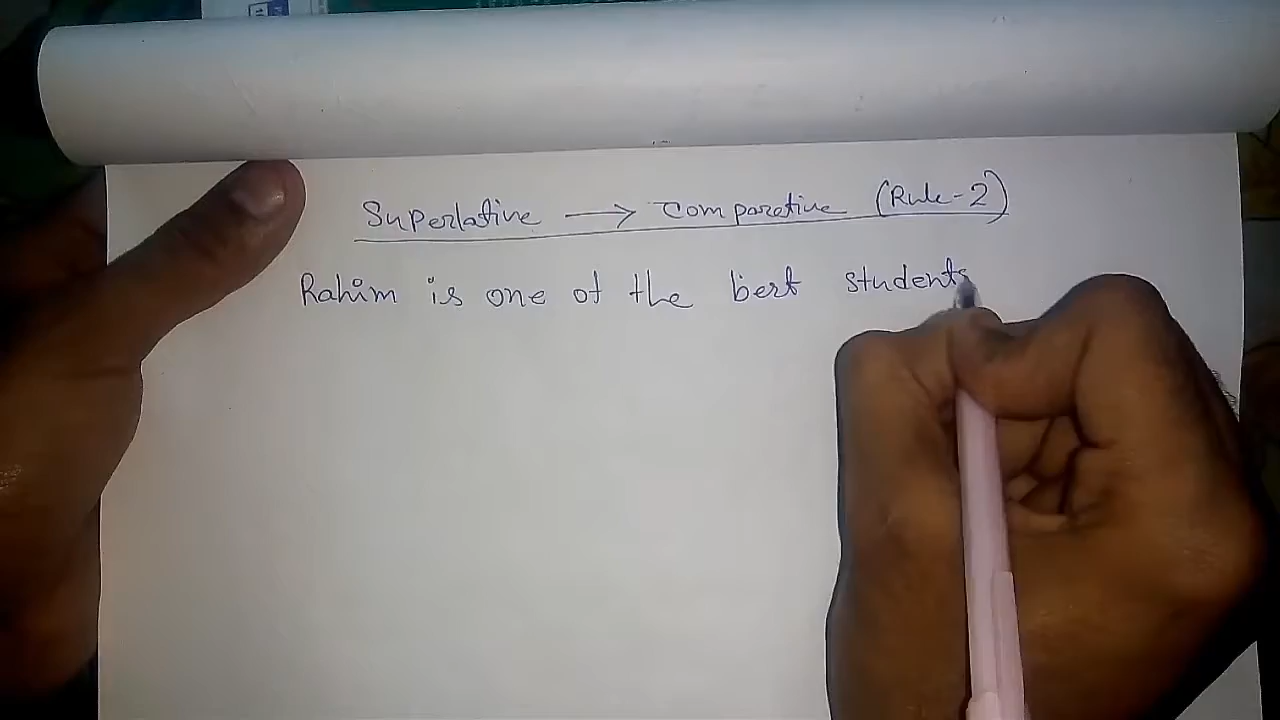 Superlative → Comparative (Rule-2)
Rahim is one of the best students